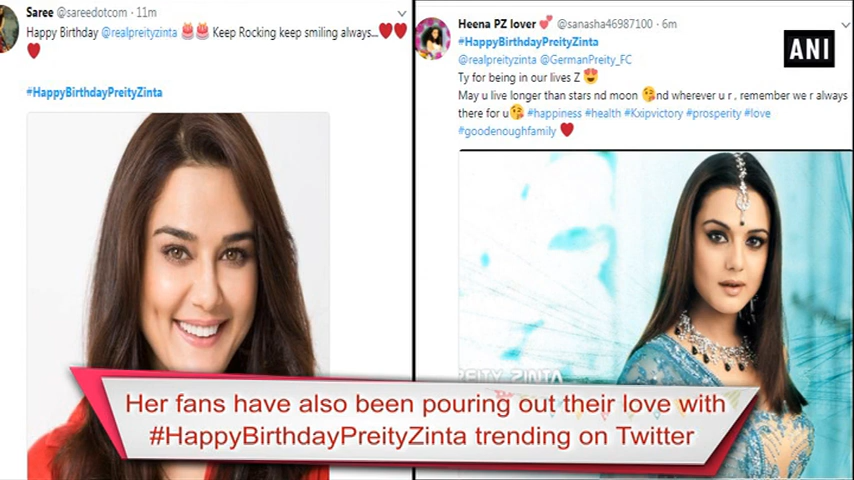 Saree @sareedotcom · 11m
Happy Birthday @realpreityzinta 🎂🎂 Keep Rocking keep smiling always...❤❤
❤
#HappyBirthdayPreityZinta
Heena PZ lover 💕 @sanasha46987100 · 6m
#HappyBirthdayPreityZinta
@realpreityzinta @GermanPreity_FC
Ty for being in our lives Z 😍
May u live longer than stars nd moon 😘nd wherever u r , remember we r always
there for u😘 #happiness #health #Kxipvictory #prosperity #love
#goodenoughfamily ❤
ANI
PREITY ZINTA
Her fans have also been pouring out their love with
#HappyBirthdayPreityZinta trending on Twitter